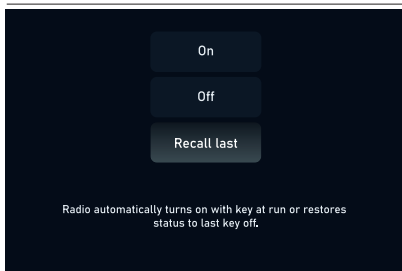 On
Off
Recall last
Radio automatically turns on with key at run or restores
status to last key off.